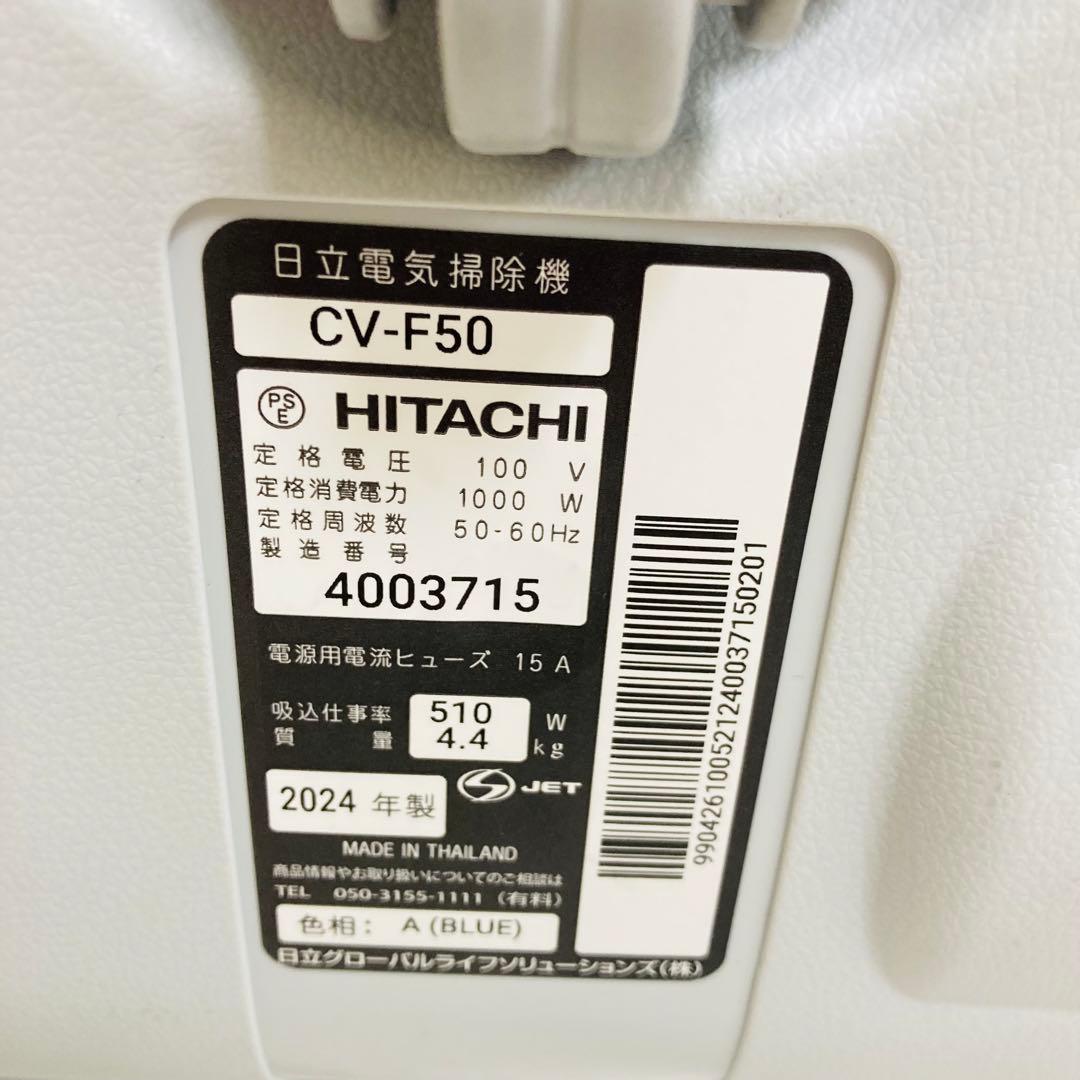 日立電気掃除機
CV-F50
PS
E
HITACHI
定格電圧 100 V
定格消費電力 1000 W
定格周波数 50-60Hz
製造番号
4003715
電源用電流ヒューズ 15 A
吸込仕事率 510 W
質量 4.4 kg
2024 年製
S JET
MADE IN THAILAND
商品情報やお取り扱いについてのご相談は
TEL 050-3155-1111 (有料)
色相: A (BLUE)
日立グローバルライフソリューションズ(株)
990426100521240037150201